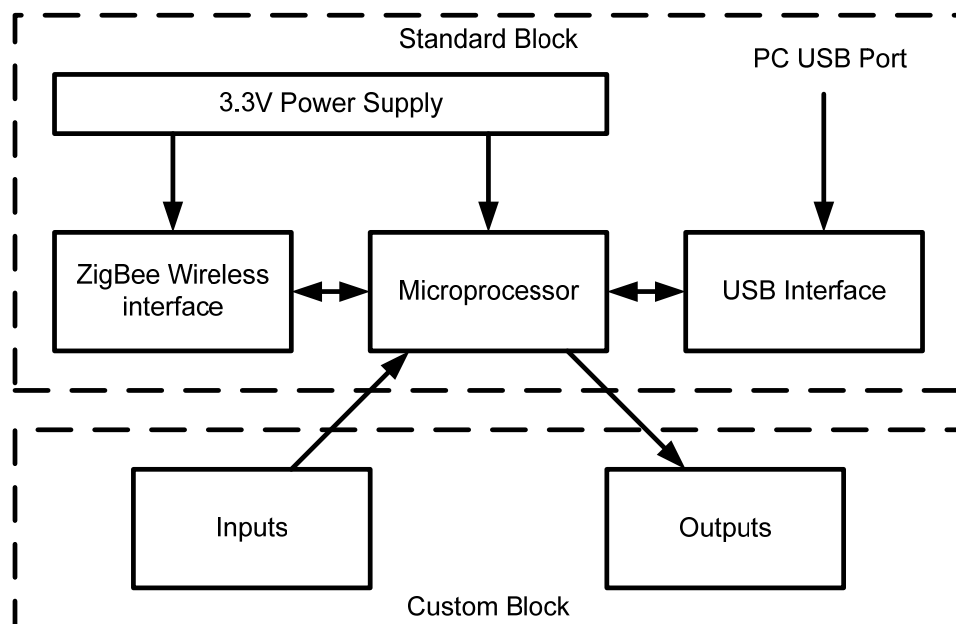 Standard Block
PC USB Port
3.3V Power Supply
ZigBee Wireless
interface
Microprocessor
USB Interface
Inputs
Outputs
Custom Block